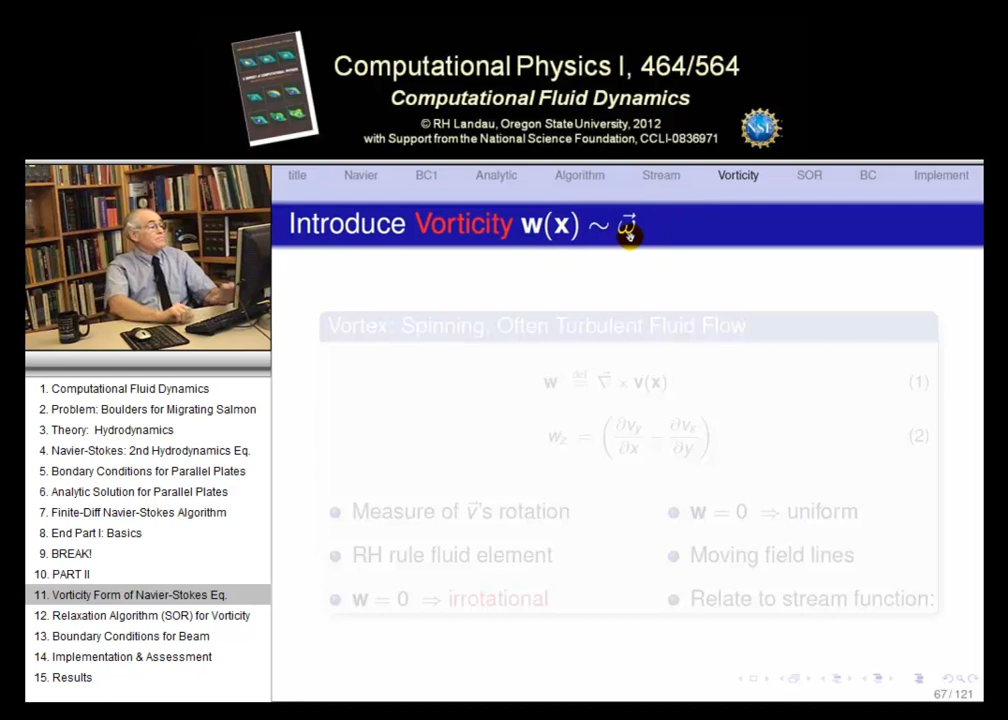 Computational Physics I, 464/564
Computational Fluid Dynamics
© RH Landau, Oregon State University, 2012
with Support from the National Science Foundation, CCLI-0836971
NSF
title Navier BC1 Analytic Algorithm Stream Vorticity SOR BC Implement
Introduce Vorticity w(x) ∼ ω⃗
Vortex: Spinning, Often Turbulent Fluid Flow
w def= ∇⃗ × v(x) (1)
w_z = (∂v_y/∂x − ∂v_x/∂y) (2)
Measure of v⃗'s rotation
RH rule fluid element
w = 0 ⇒ irrotational
w = 0 ⇒ uniform
Moving field lines
Relate to stream function:
67/121
1. Computational Fluid Dynamics
2. Problem: Boulders for Migrating Salmon
3. Theory: Hydrodynamics
4. Navier-Stokes: 2nd Hydrodynamics Eq.
5. Bondary Conditions for Parallel Plates
6. Analytic Solution for Parallel Plates
7. Finite-Diff Navier-Stokes Algorithm
8. End Part I: Basics
9. BREAK!
10. PART II
11. Vorticity Form of Navier-Stokes Eq.
12. Relaxation Algorithm (SOR) for Vorticity
13. Boundary Conditions for Beam
14. Implementation & Assessment
15. Results